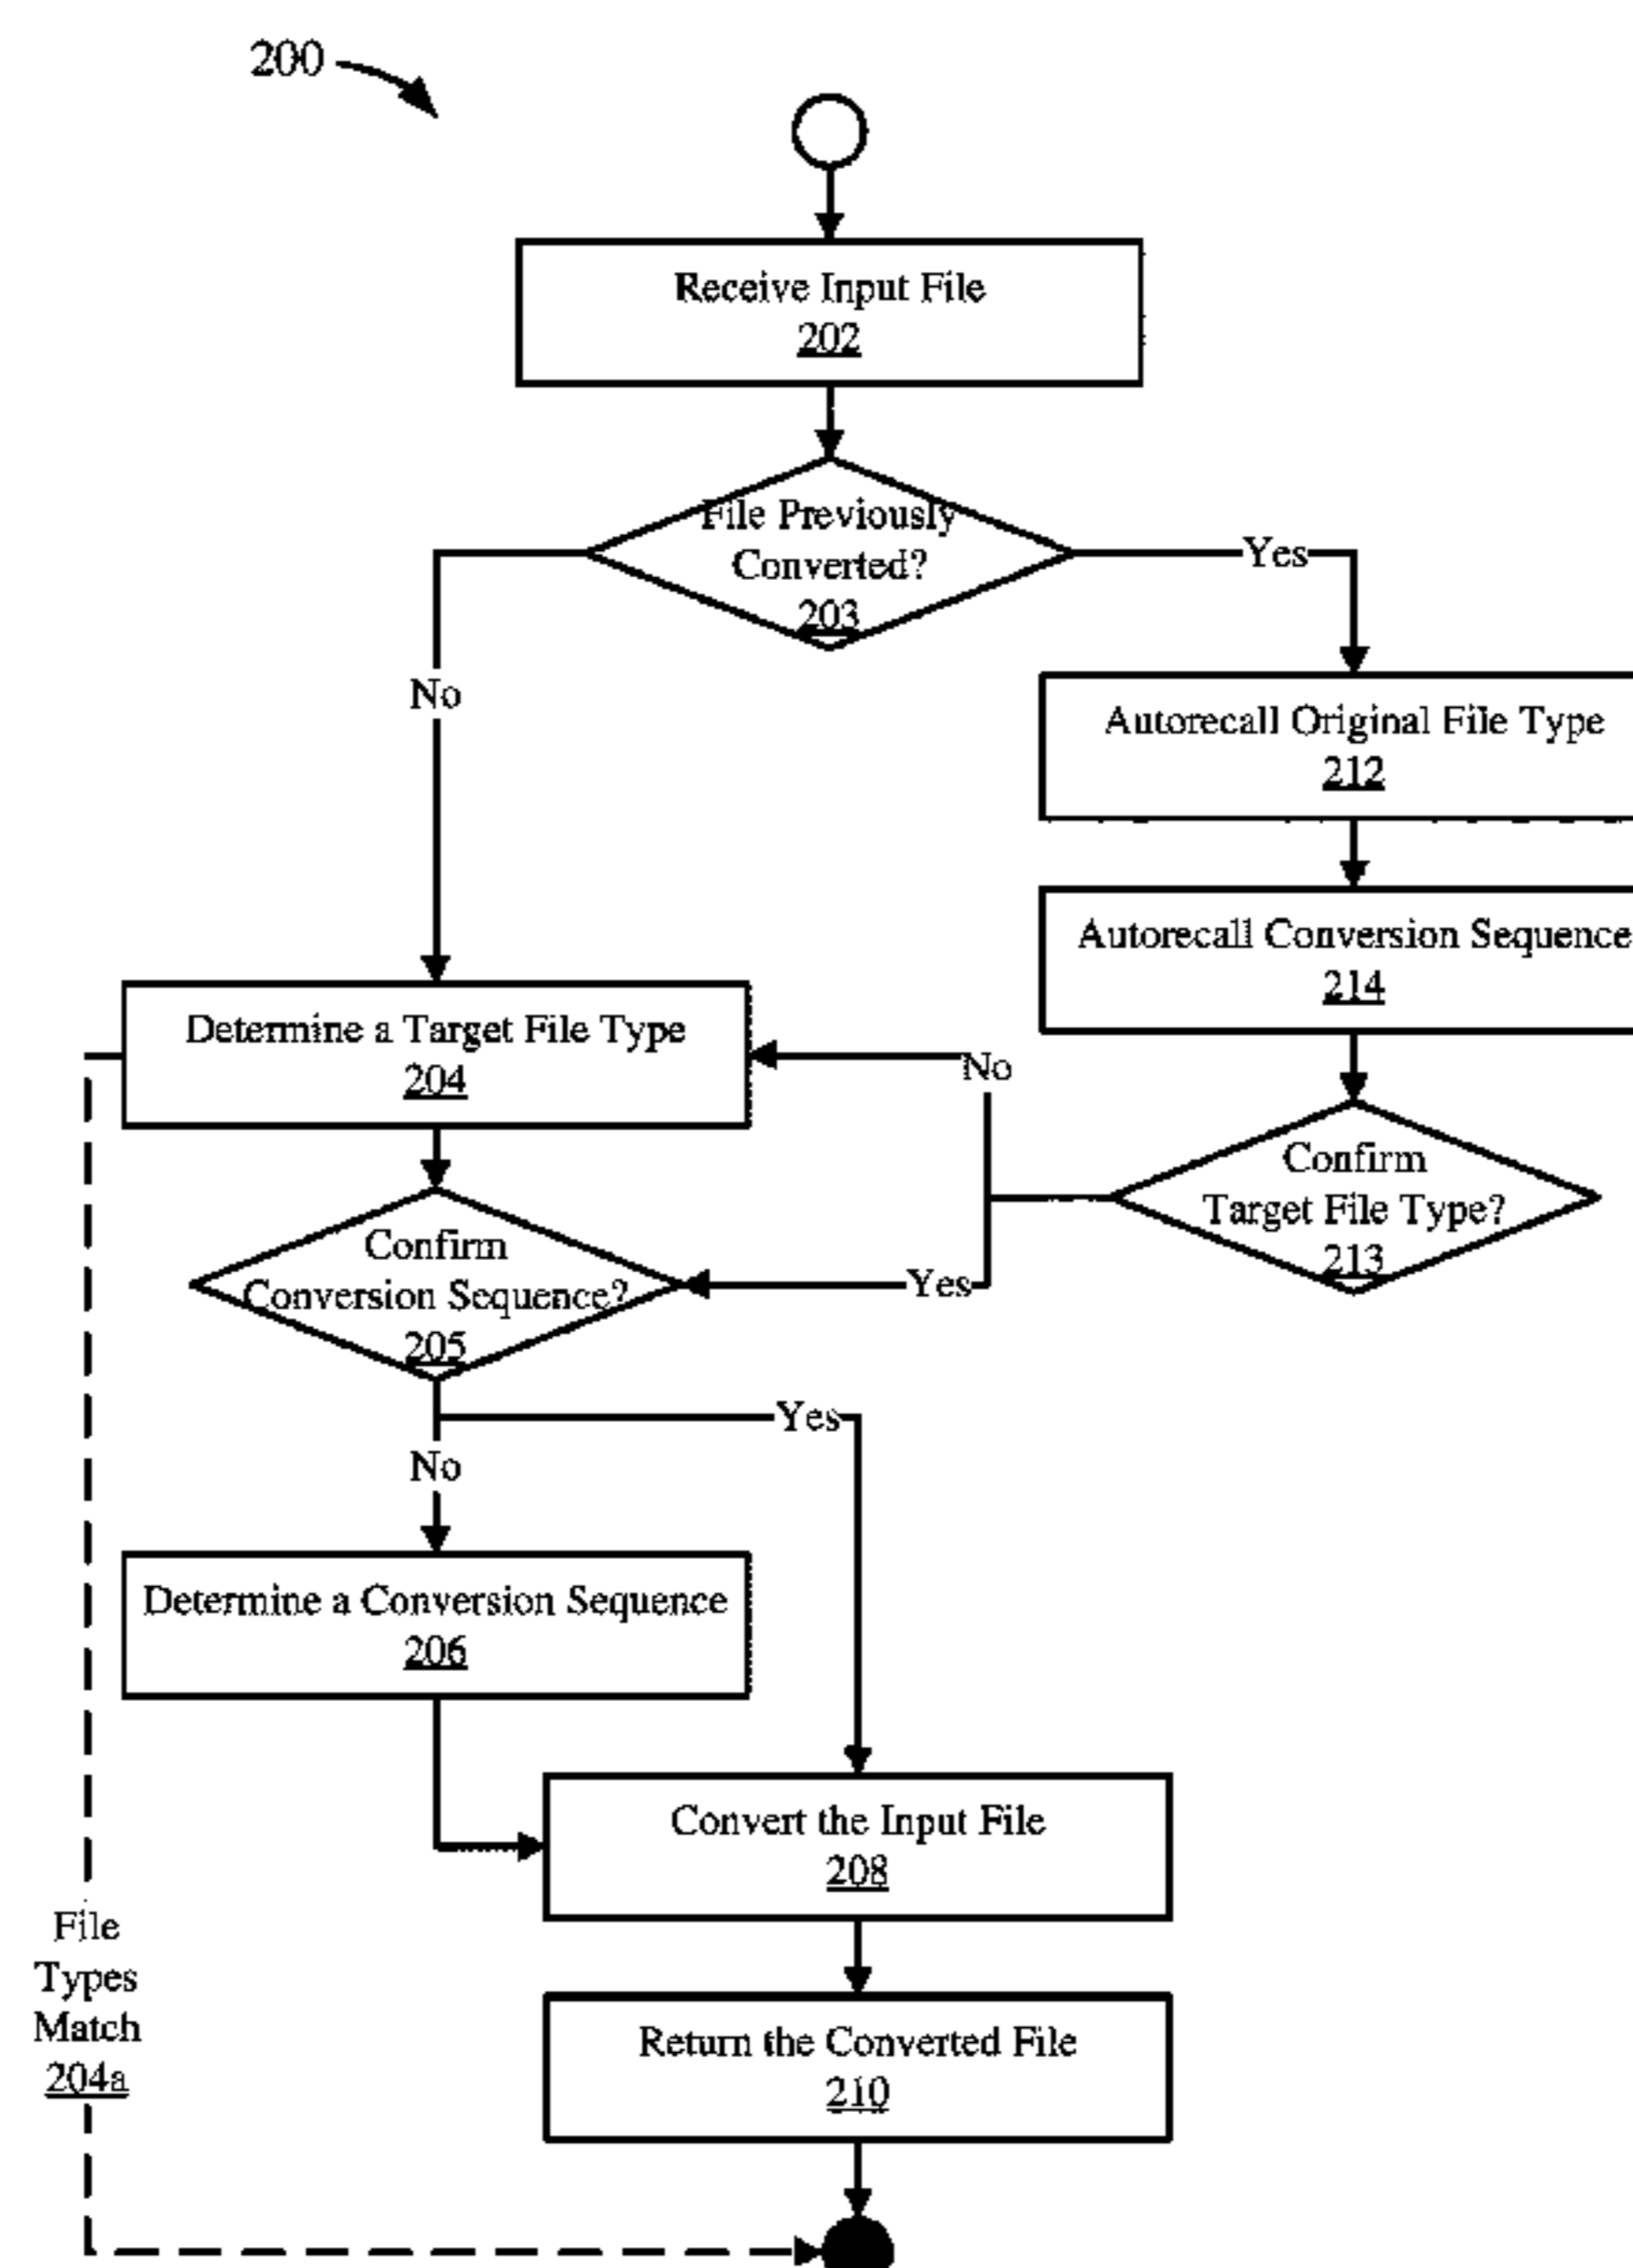 200
Receive Input File
202
File Previously
Converted?
203
Yes
No
Autorecall Original File Type
212
Autorecall Conversion Sequence
214
Determine a Target File Type
204
No
Confirm
Target File Type?
213
Confirm
Conversion Sequence?
205
Yes
Yes
No
Determine a Conversion Sequence
206
Convert the Input File
208
File
Types
Match
204a
Return the Converted File
210